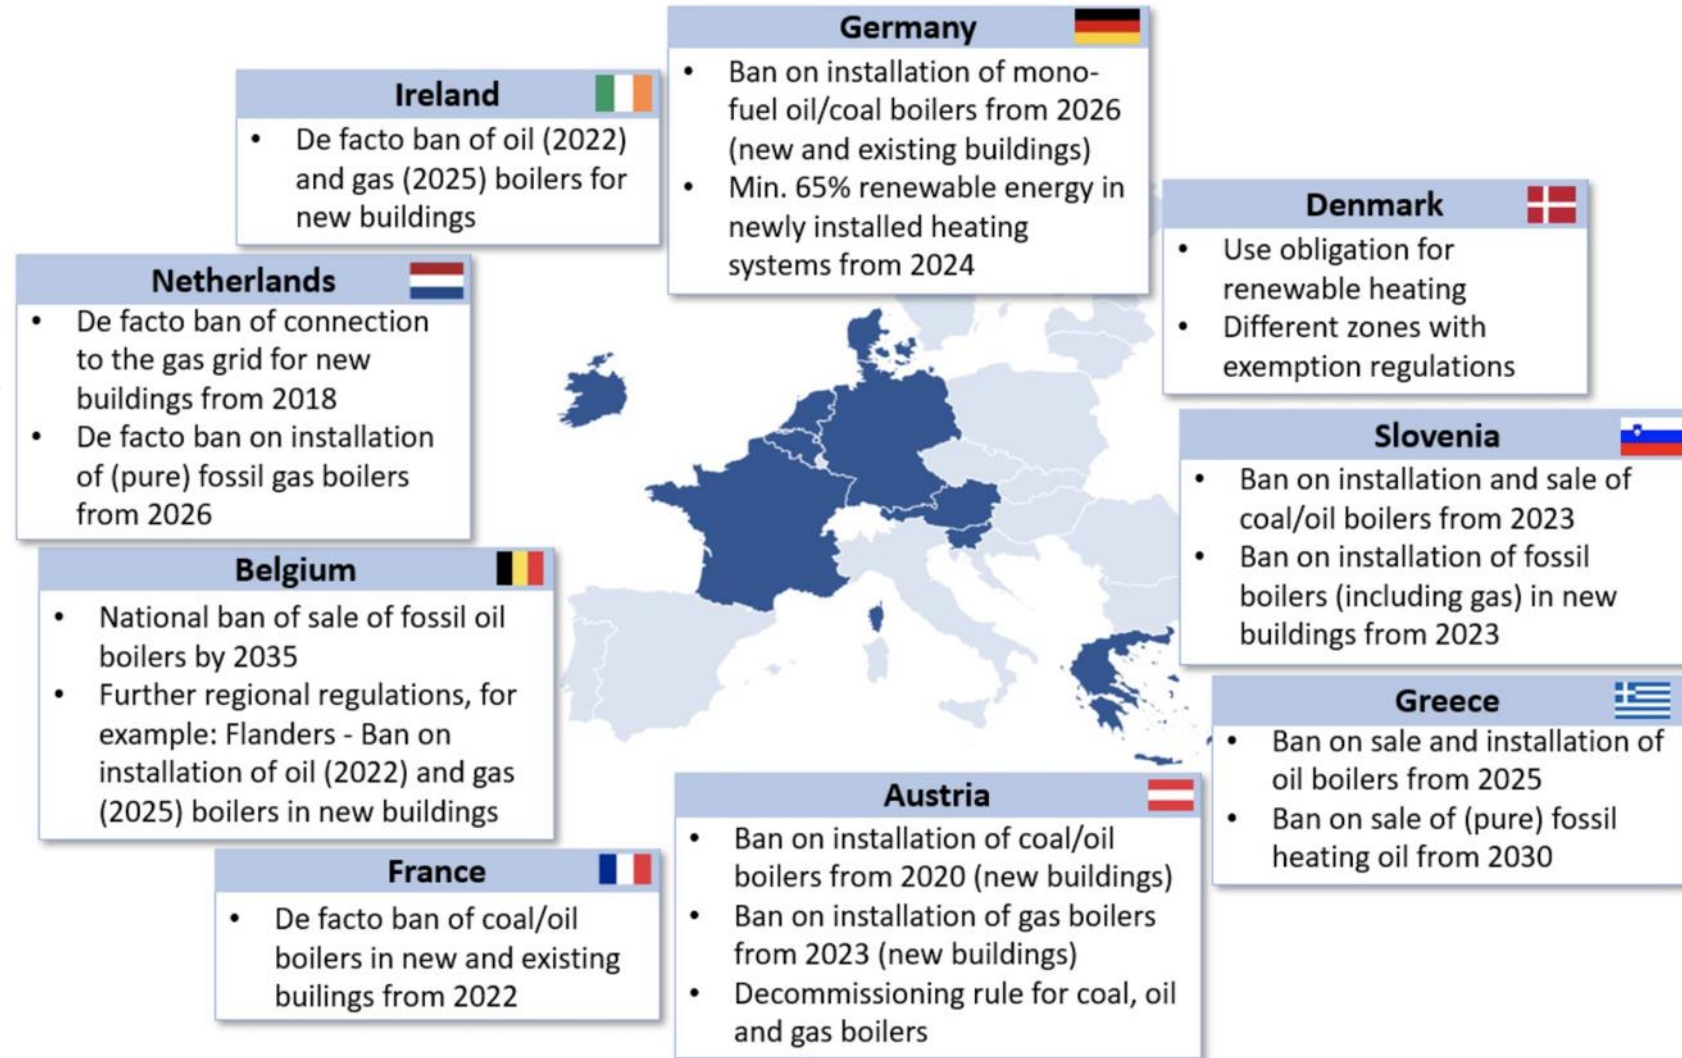 Germany
• Ban on installation of mono-
fuel oil/coal boilers from 2026
(new and existing buildings)
• Min. 65% renewable energy in
newly installed heating
systems from 2024
Ireland
• De facto ban of oil (2022)
and gas (2025) boilers for
new buildings
Denmark
• Use obligation for
renewable heating
• Different zones with
exemption regulations
Netherlands
• De facto ban of connection
to the gas grid for new
buildings from 2018
• De facto ban on installation
of (pure) fossil gas boilers
from 2026
Slovenia
• Ban on installation and sale of
coal/oil boilers from 2023
• Ban on installation of fossil
boilers (including gas) in new
buildings from 2023
Belgium
• National ban of sale of fossil oil
boilers by 2035
• Further regional regulations, for
example: Flanders - Ban on
installation of oil (2022) and gas
(2025) boilers in new buildings
Greece
• Ban on sale and installation of
oil boilers from 2025
• Ban on sale of (pure) fossil
heating oil from 2030
Austria
• Ban on installation of coal/oil
boilers from 2020 (new buildings)
• Ban on installation of gas boilers
from 2023 (new buildings)
• Decommissioning rule for coal, oil
and gas boilers
France
• De facto ban of coal/oil
boilers in new and existing
builings from 2022